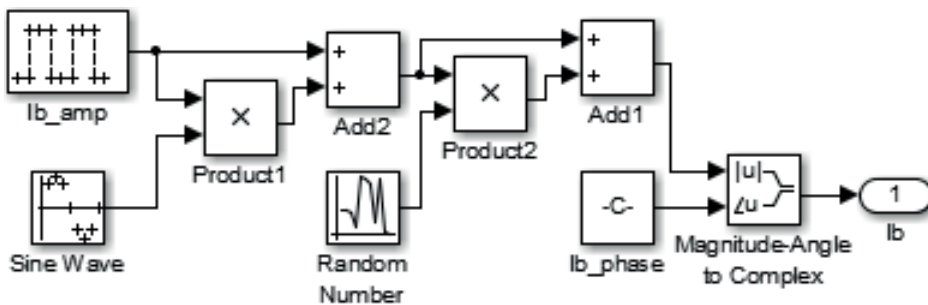 Ib_amp
×
Product1
+
+
Add2
×
Product2
+
+
Add1
Sine Wave
Random
Number
-C-
Ib_phase
|u|
∠u
Magnitude-Angle
to Complex
1
Ib